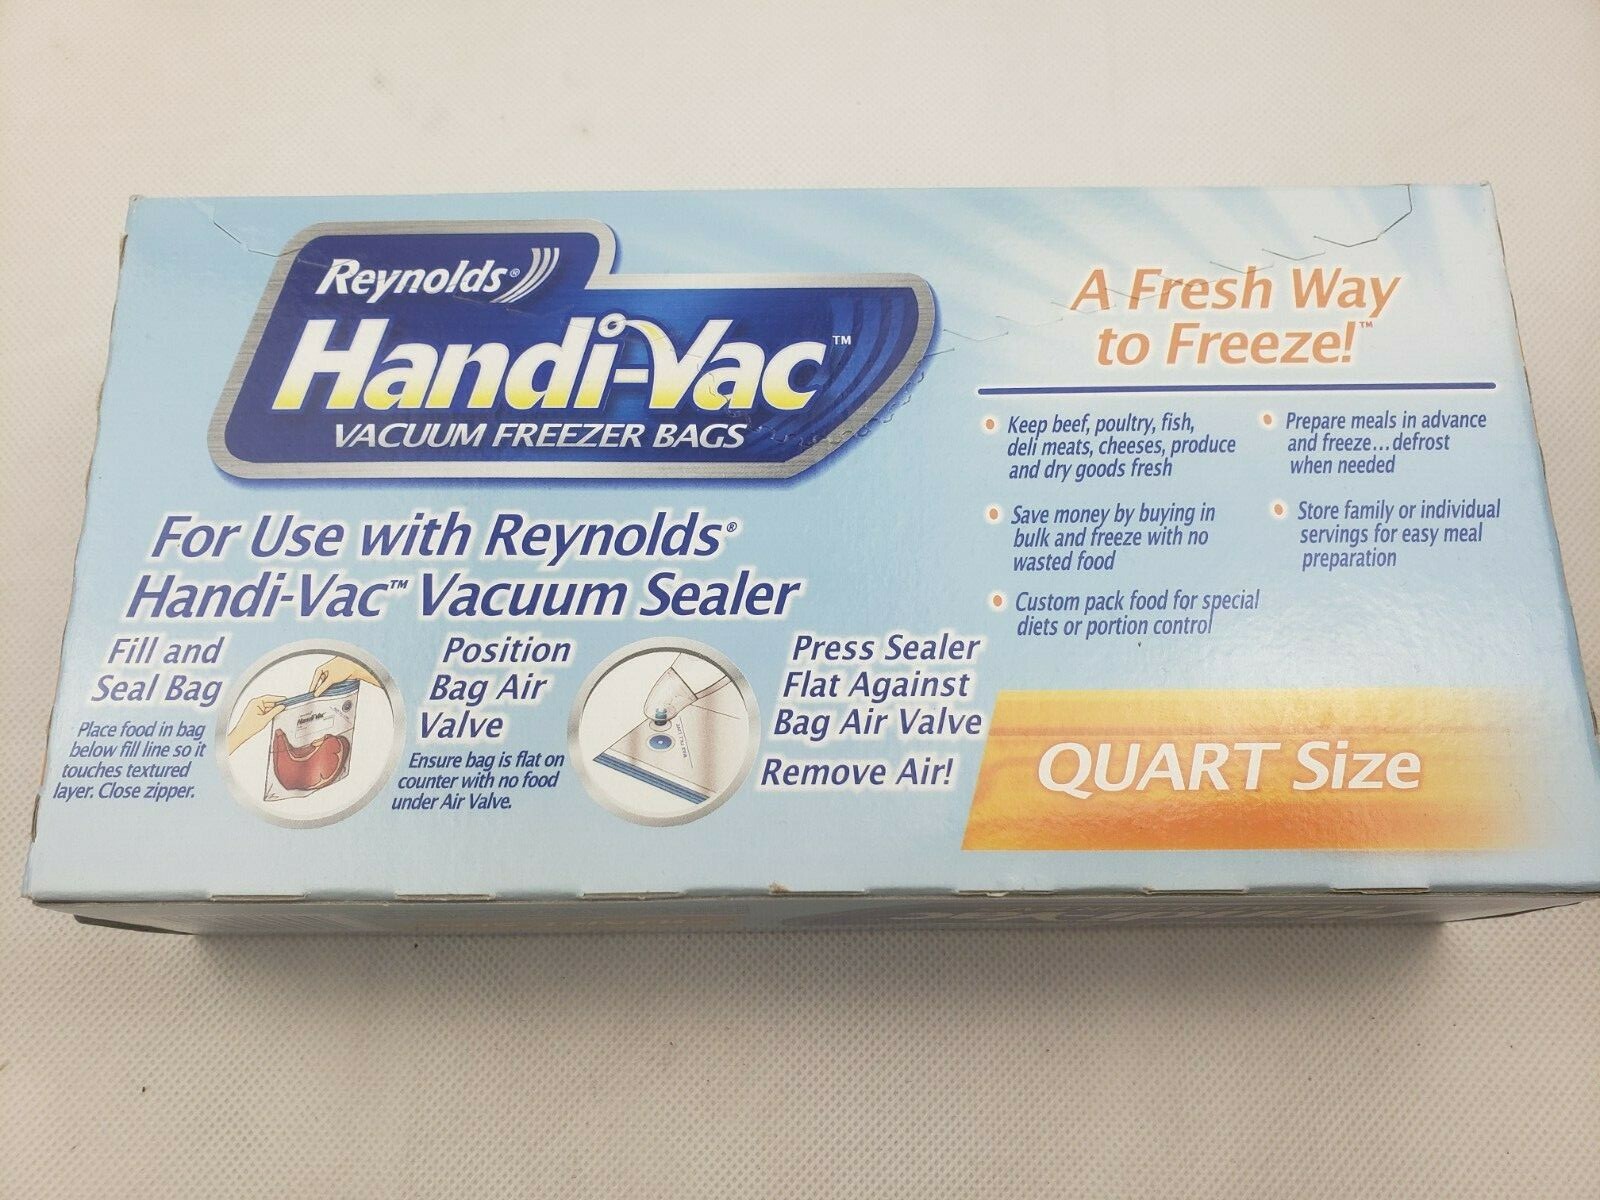 Reynolds®
Handi-Vac™
VACUUM FREEZER BAGS
For Use with Reynolds®
Handi-Vac™ Vacuum Sealer
Fill and
Seal Bag
Place food in bag
below fill line so it
touches textured
layer. Close zipper.
Handi-Vac
Position
Bag Air
Valve
Ensure bag is flat on
counter with no food
under Air Valve.
Press Sealer
Flat Against
Bag Air Valve
Remove Air!
A Fresh Way
to Freeze!™
• Keep beef, poultry, fish,
deli meats, cheeses, produce
and dry goods fresh
• Save money by buying in
bulk and freeze with no
wasted food
• Custom pack food for special
diets or portion control
• Prepare meals in advance
and freeze...defrost
when needed
• Store family or individual
servings for easy meal
preparation
QUART Size